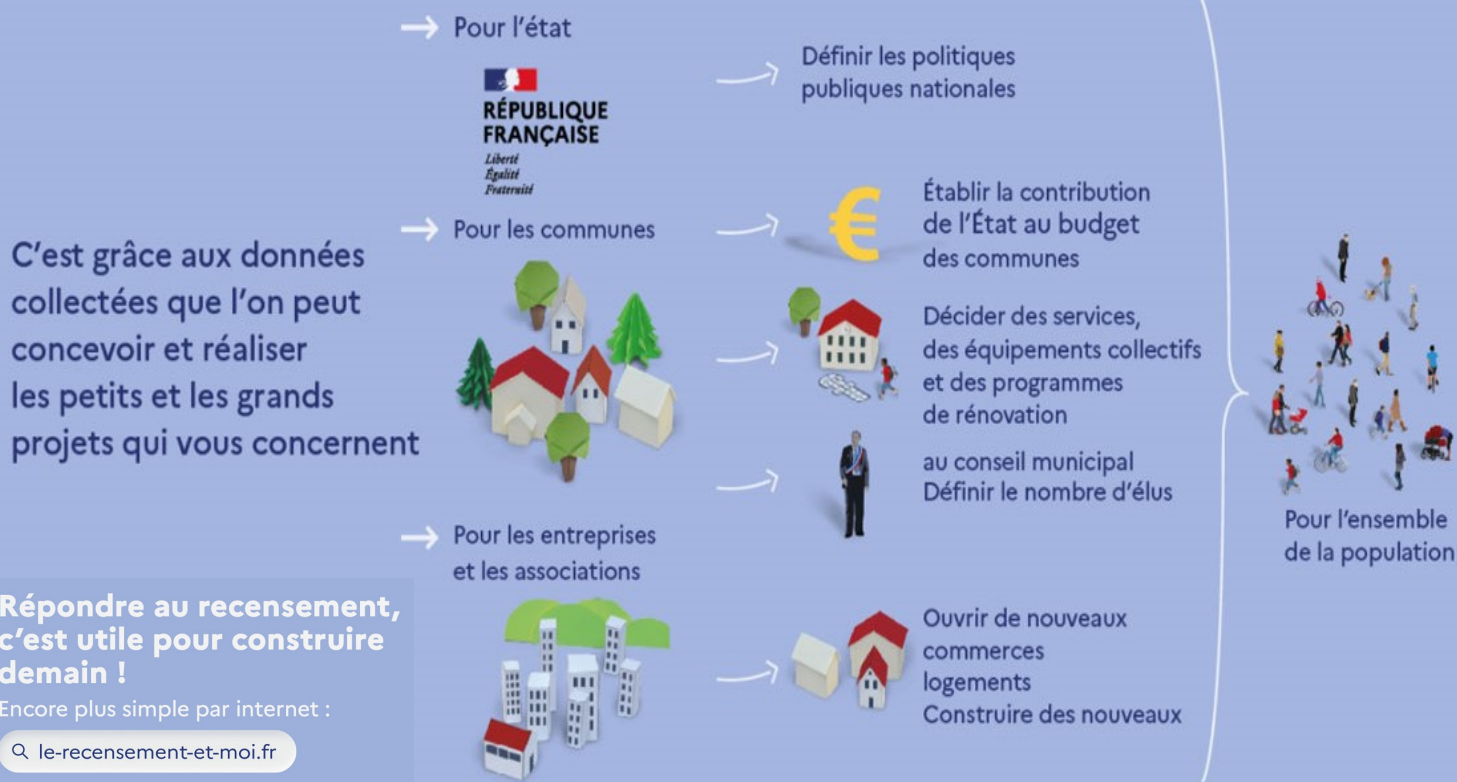 C'est grâce aux données
collectées que l'on peut
concevoir et réaliser
les petits et les grands
projets qui vous concernent
Répondre au recensement,
c'est utile pour construire
demain !
Encore plus simple par internet :
le-recensement-et-moi.fr
Pour l'état
RÉPUBLIQUE
FRANÇAISE
Liberté
Égalité
Fraternité
Définir les politiques
publiques nationales
Pour les communes
€
Établir la contribution
de l'État au budget
des communes
Décider des services,
des équipements collectifs
et des programmes
de rénovation
au conseil municipal
Définir le nombre d'élus
Pour les entreprises
et les associations
Ouvrir de nouveaux
commerces
logements
Construire des nouveaux
Pour l'ensemble
de la population